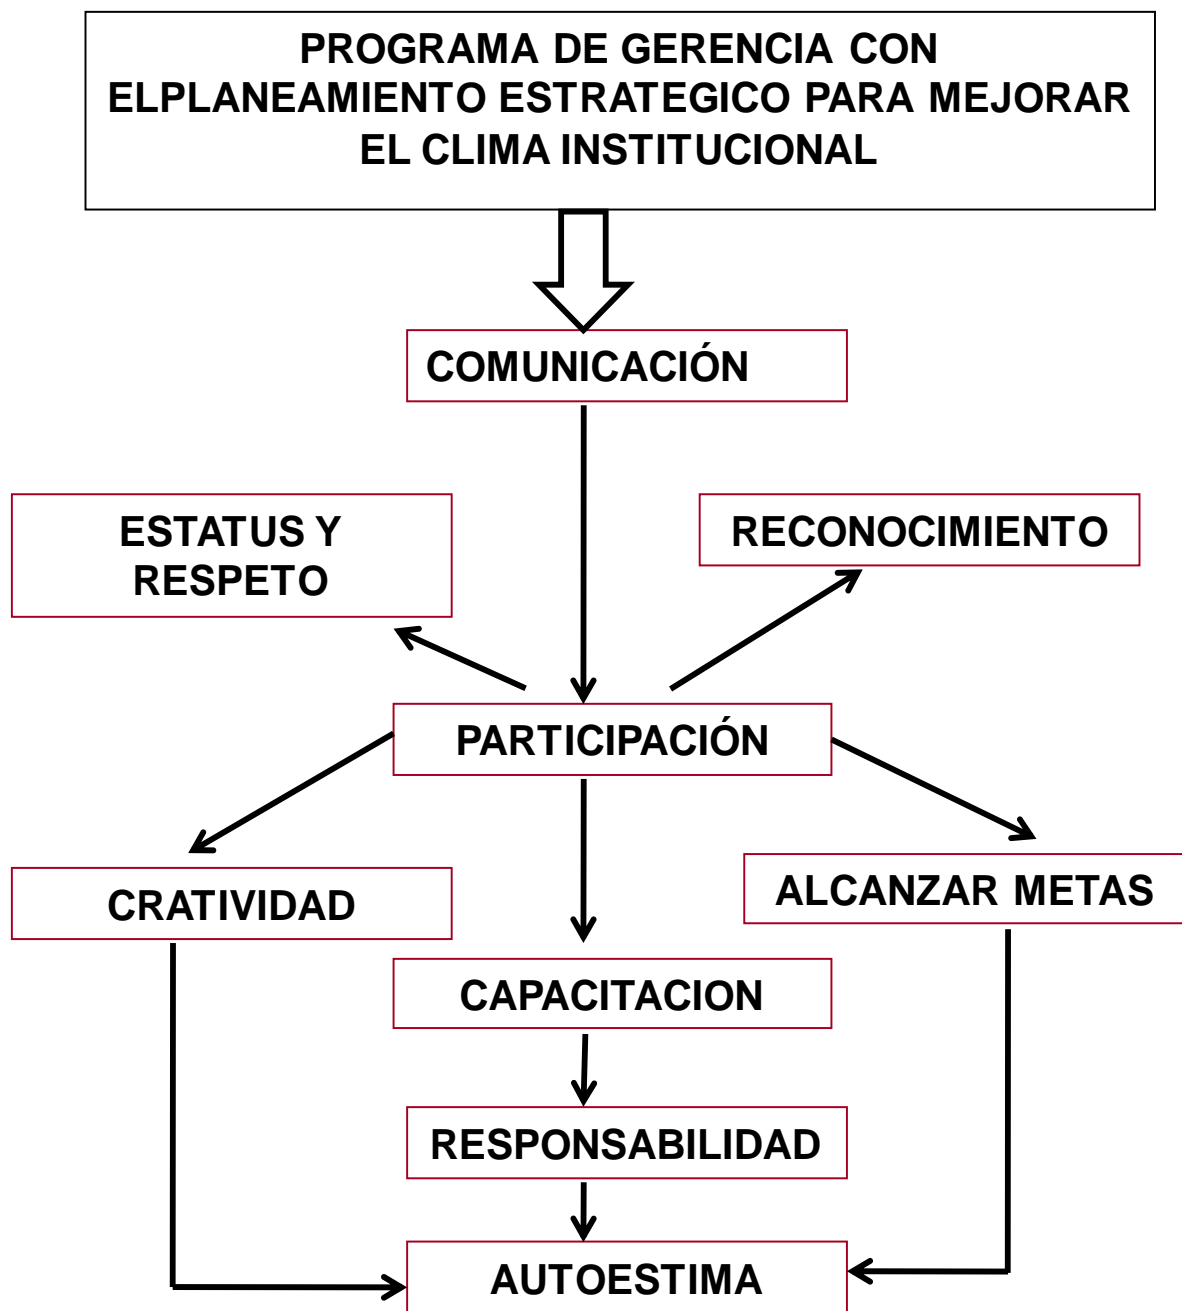 PROGRAMA DE GERENCIA CON
ELPLANEAMIENTO ESTRATEGICO PARA MEJORAR
EL CLIMA INSTITUCIONAL
COMUNICACIÓN
ESTATUS Y
RESPETO
RECONOCIMIENTO
PARTICIPACIÓN
CRATIVIDAD
ALCANZAR METAS
CAPACITACION
RESPONSABILIDAD
AUTOESTIMA